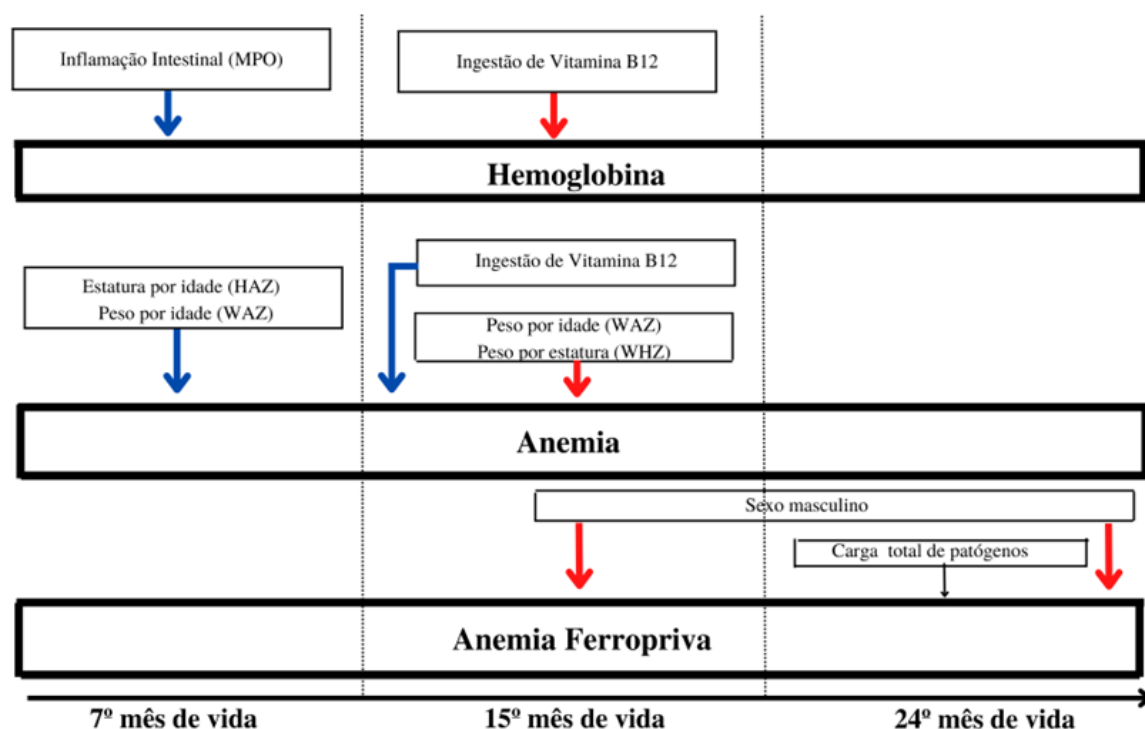 Inflamação Intestinal (MPO)
Ingestão de Vitamina B12
Hemoglobina
Estatura por idade (HAZ)
Peso por idade (WAZ)
Ingestão de Vitamina B12
Peso por idade (WAZ)
Peso por estatura (WHZ)
Anemia
Sexo masculino
Carga total de patógenos
Anemia Ferropriva
7º mês de vida
15º mês de vida
24º mês de vida